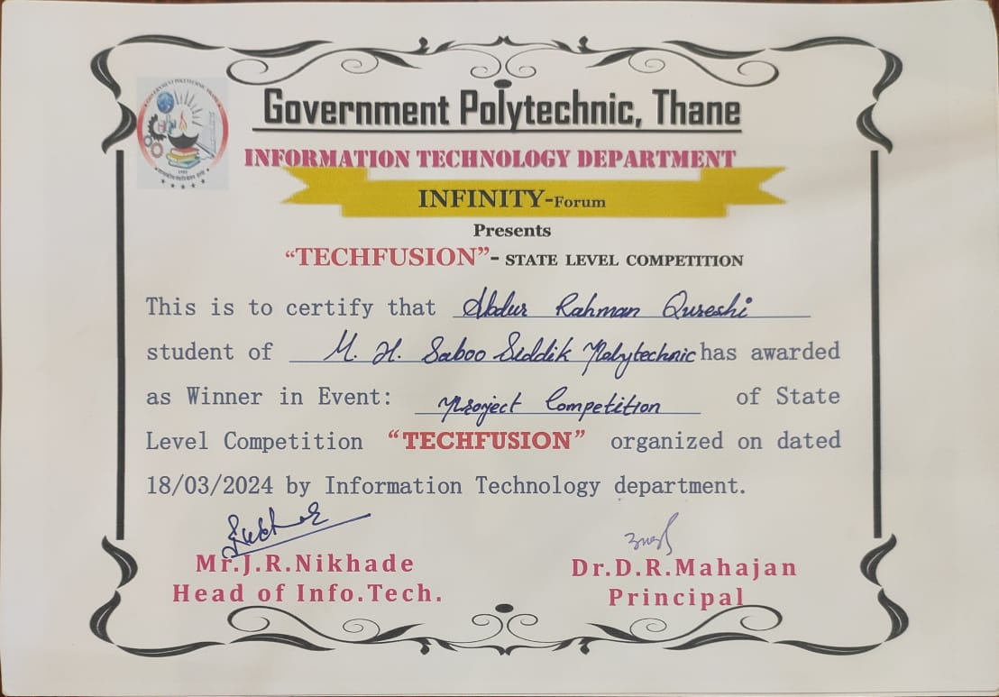 GOVERNMENT POLYTECHNIC THANE
Government Polytechnic, Thane
INFORMATION TECHNOLOGY DEPARTMENT
INFINITY-Forum
Presents
“TECHFUSION”- STATE LEVEL COMPETITION
This is to certify that Abdur Rahman Qureshi
student of M. H. Saboo Siddik Polytechnic has awarded
as Winner in Event: Project Competition of State
Level Competition “TECHFUSION” organized on dated
18/03/2024 by Information Technology department.
Mr.J.R.Nikhade Dr.D.R.Mahajan
Head of Info.Tech. Principal